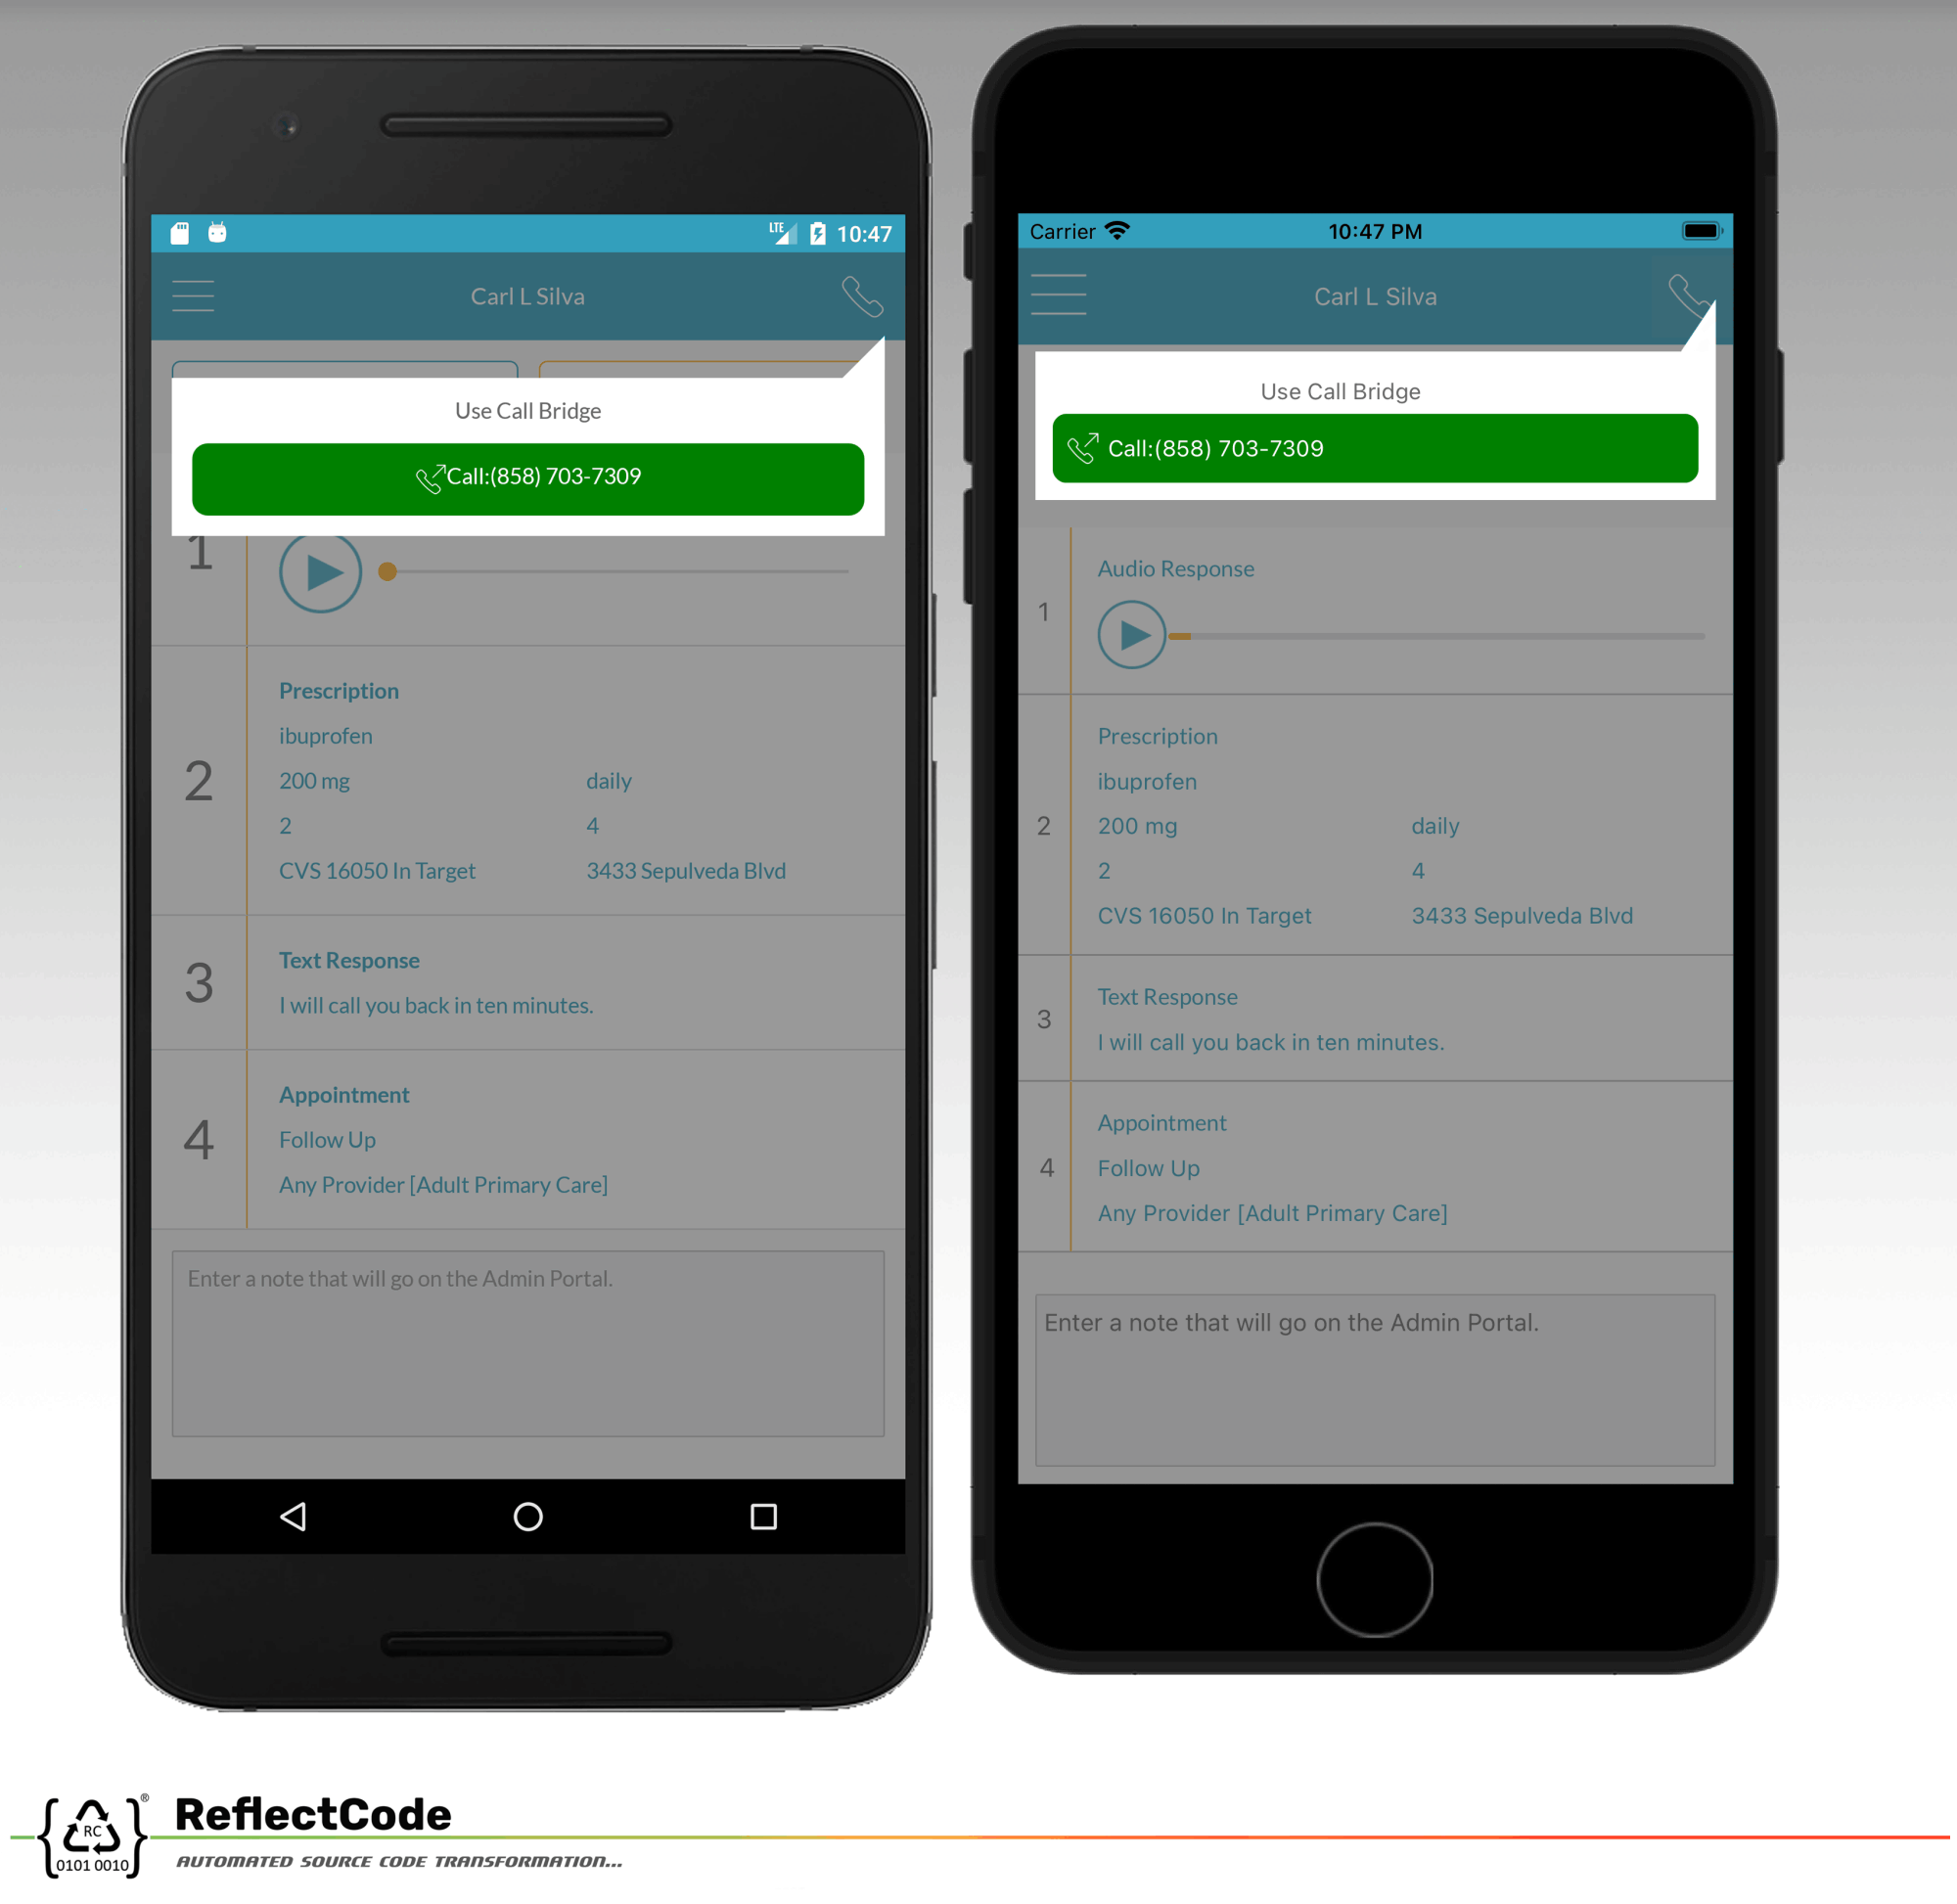 LTE 10:47
Carl L Silva
Use Call Bridge
Call:(858) 703-7309
1
2
Prescription
ibuprofen
200 mg daily
2 4
CVS 16050 In Target 3433 Sepulveda Blvd
3
Text Response
I will call you back in ten minutes.
4
Appointment
Follow Up
Any Provider [Adult Primary Care]
Enter a note that will go on the Admin Portal.
Carrier 10:47 PM
Carl L Silva
Use Call Bridge
Call:(858) 703-7309
1
Audio Response
2
Prescription
ibuprofen
200 mg daily
2 4
CVS 16050 In Target 3433 Sepulveda Blvd
3
Text Response
I will call you back in ten minutes.
4
Appointment
Follow Up
Any Provider [Adult Primary Care]
Enter a note that will go on the Admin Portal.
RC
0101 0010
®
ReflectCode
AUTOMATED SOURCE CODE TRANSFORMATION...